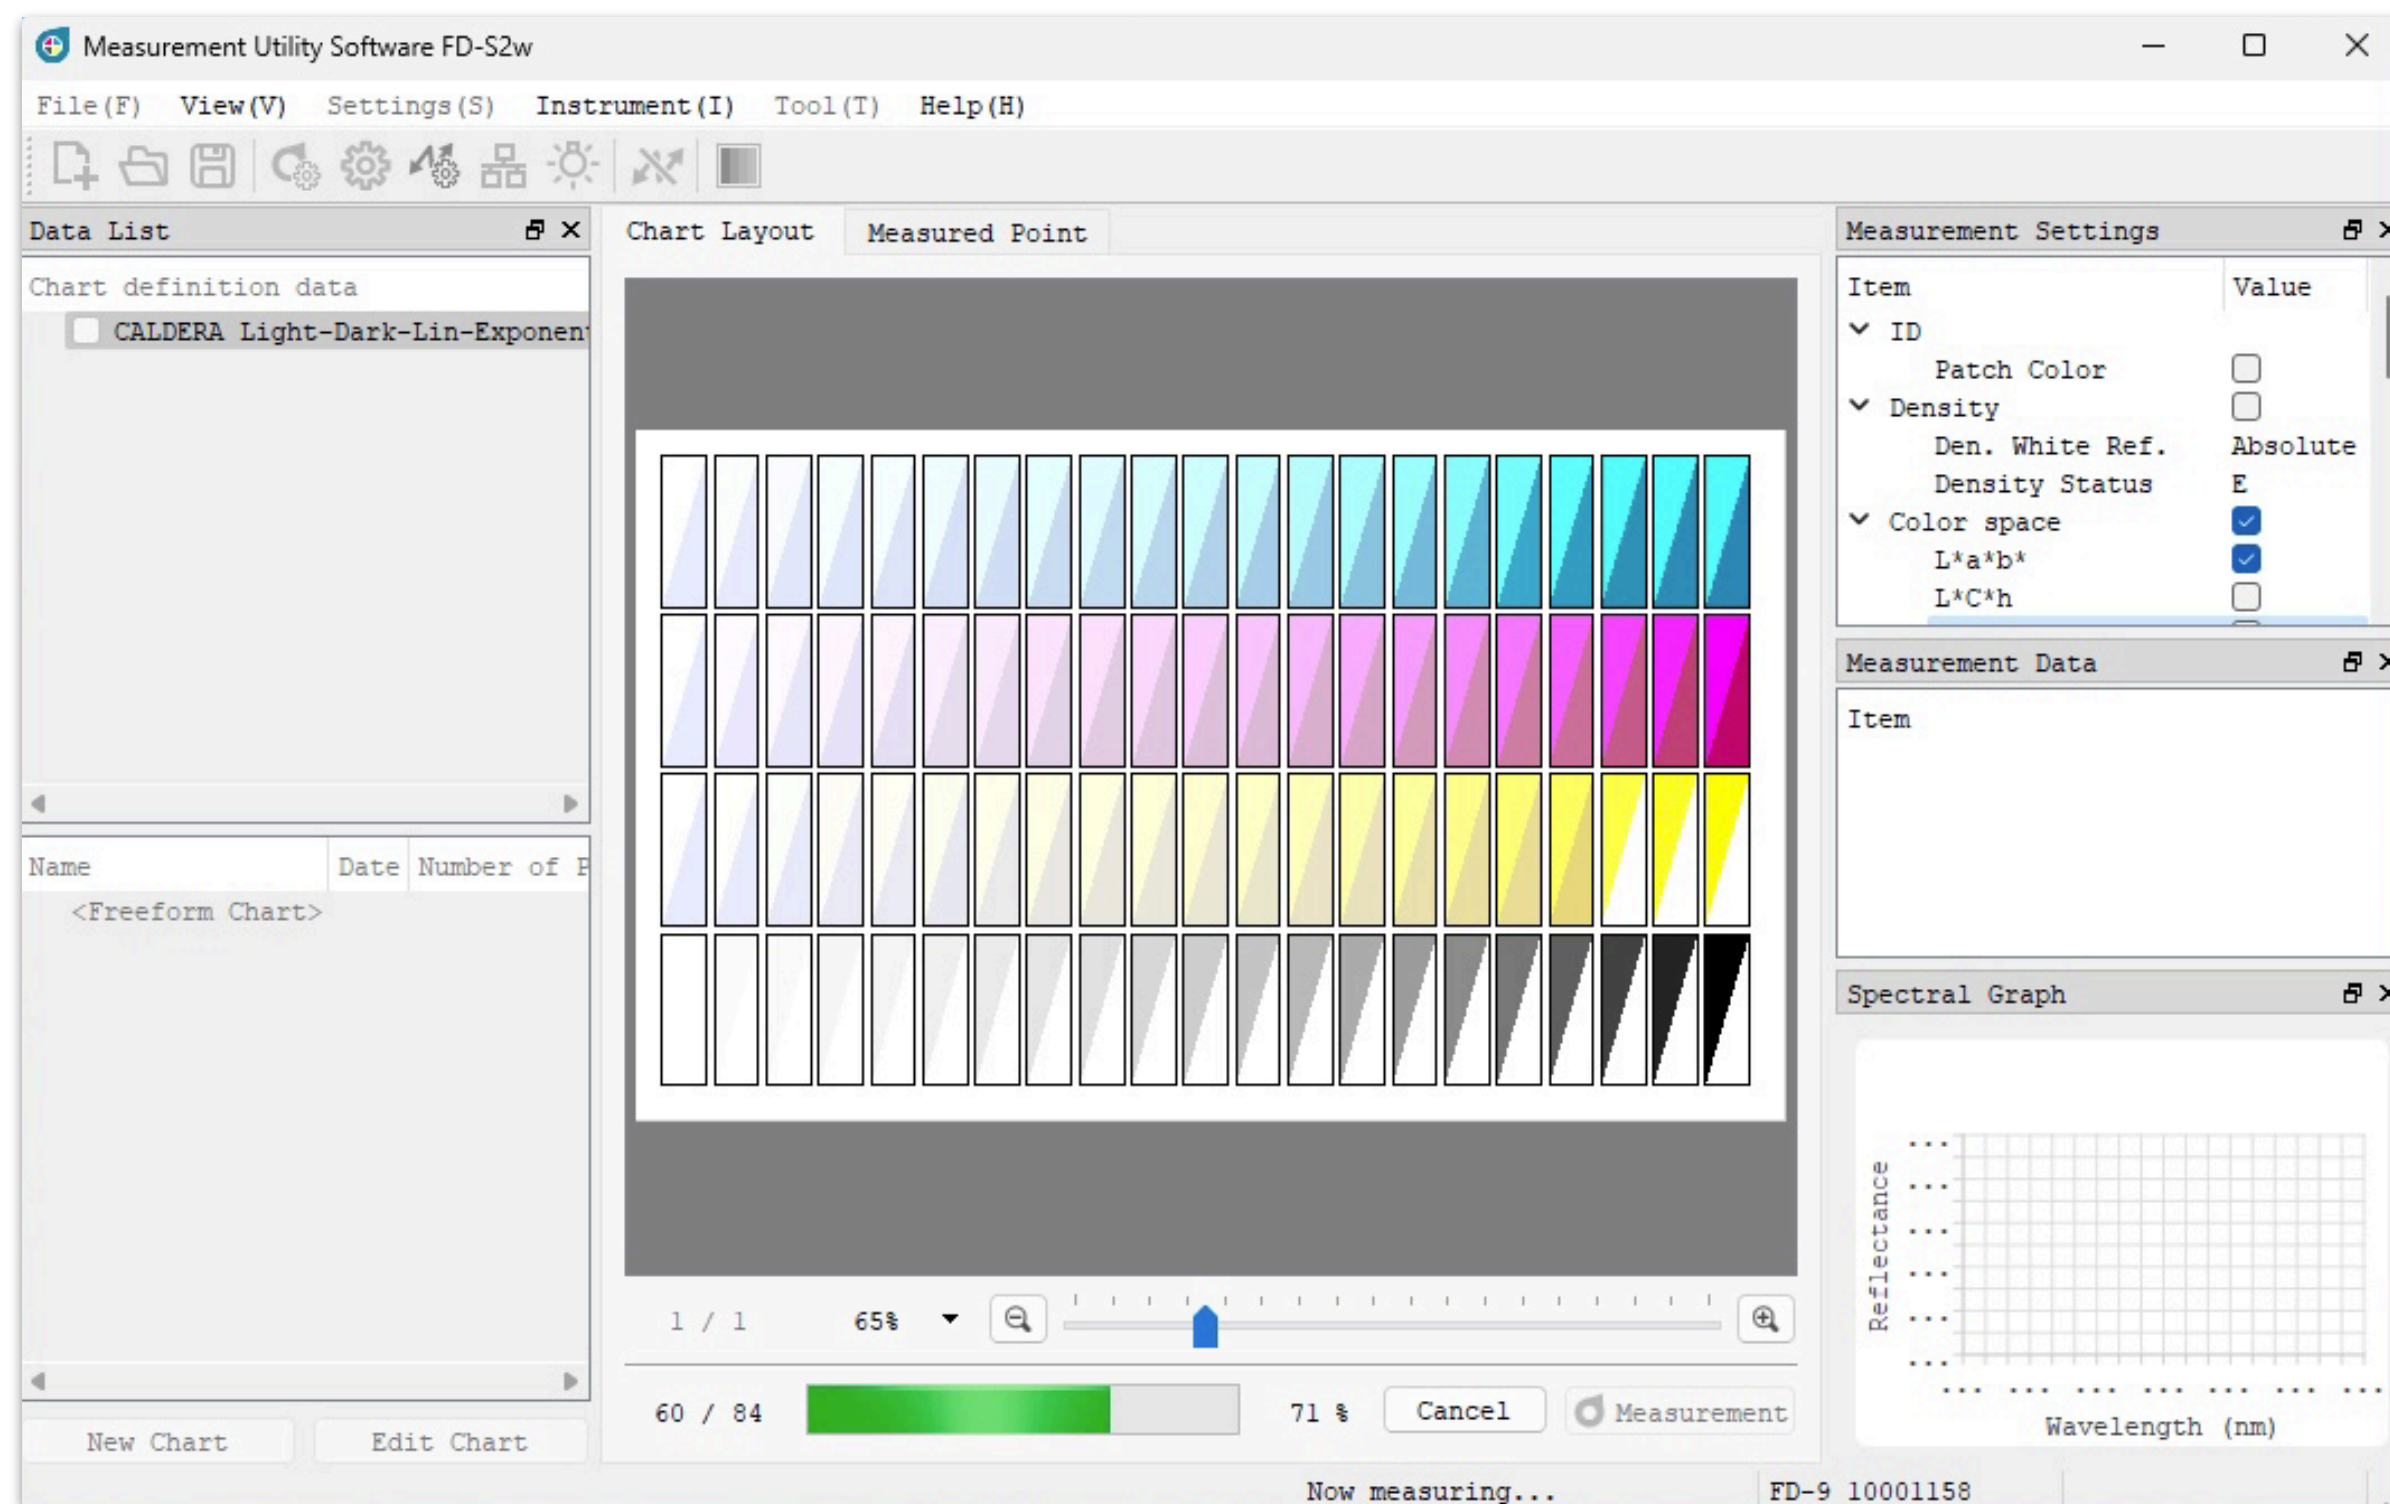 Measurement Utility Software FD-S2w
File(F) View(V) Settings(S) Instrument(I) Tool(T) Help(H)
Data List
Chart definition data
CALDERA Light-Dark-Lin-Exponen
Name Date Number of P
<Freeform Chart>
New Chart Edit Chart
Chart Layout Measured Point
1 / 1 65%
60 / 84 71 % Cancel Measurement
Measurement Settings
Item Value
ID
Patch Color
Density
Den. White Ref. Absolute
Density Status E
Color space
L*a*b*
L*C*h
Measurement Data
Item
Spectral Graph
Reflectance
... ... ... ... ... ...
... ... ... ... ... ... ...
Wavelength (nm)
Now measuring... FD-9 10001158